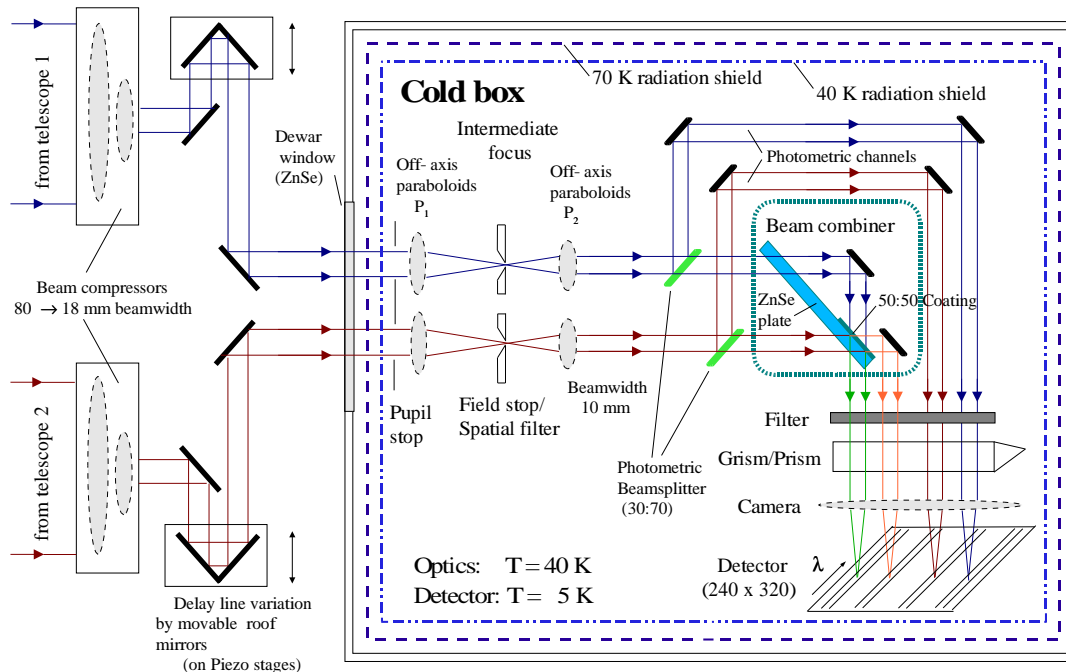 from telescope 1
Beam compressors
80 → 18 mm beamwidth
from telescope 2
Delay line variation
by movable roof
mirrors
(on Piezo stages)
Dewar
window
(ZnSe)
70 K radiation shield
40 K radiation shield
Cold box
Intermediate
focus
Off- axis
paraboloids
P1
Off- axis
paraboloids
P2
Photometric channels
Beam combiner
ZnSe
plate
50:50 Coating
Pupil
stop
Field stop/
Spatial filter
Beamwidth
10 mm
Photometric
Beamsplitter
(30:70)
Filter
Grism/Prism
Camera
Detector
(240 x 320)
λ
Optics: T = 40 K
Detector: T = 5 K